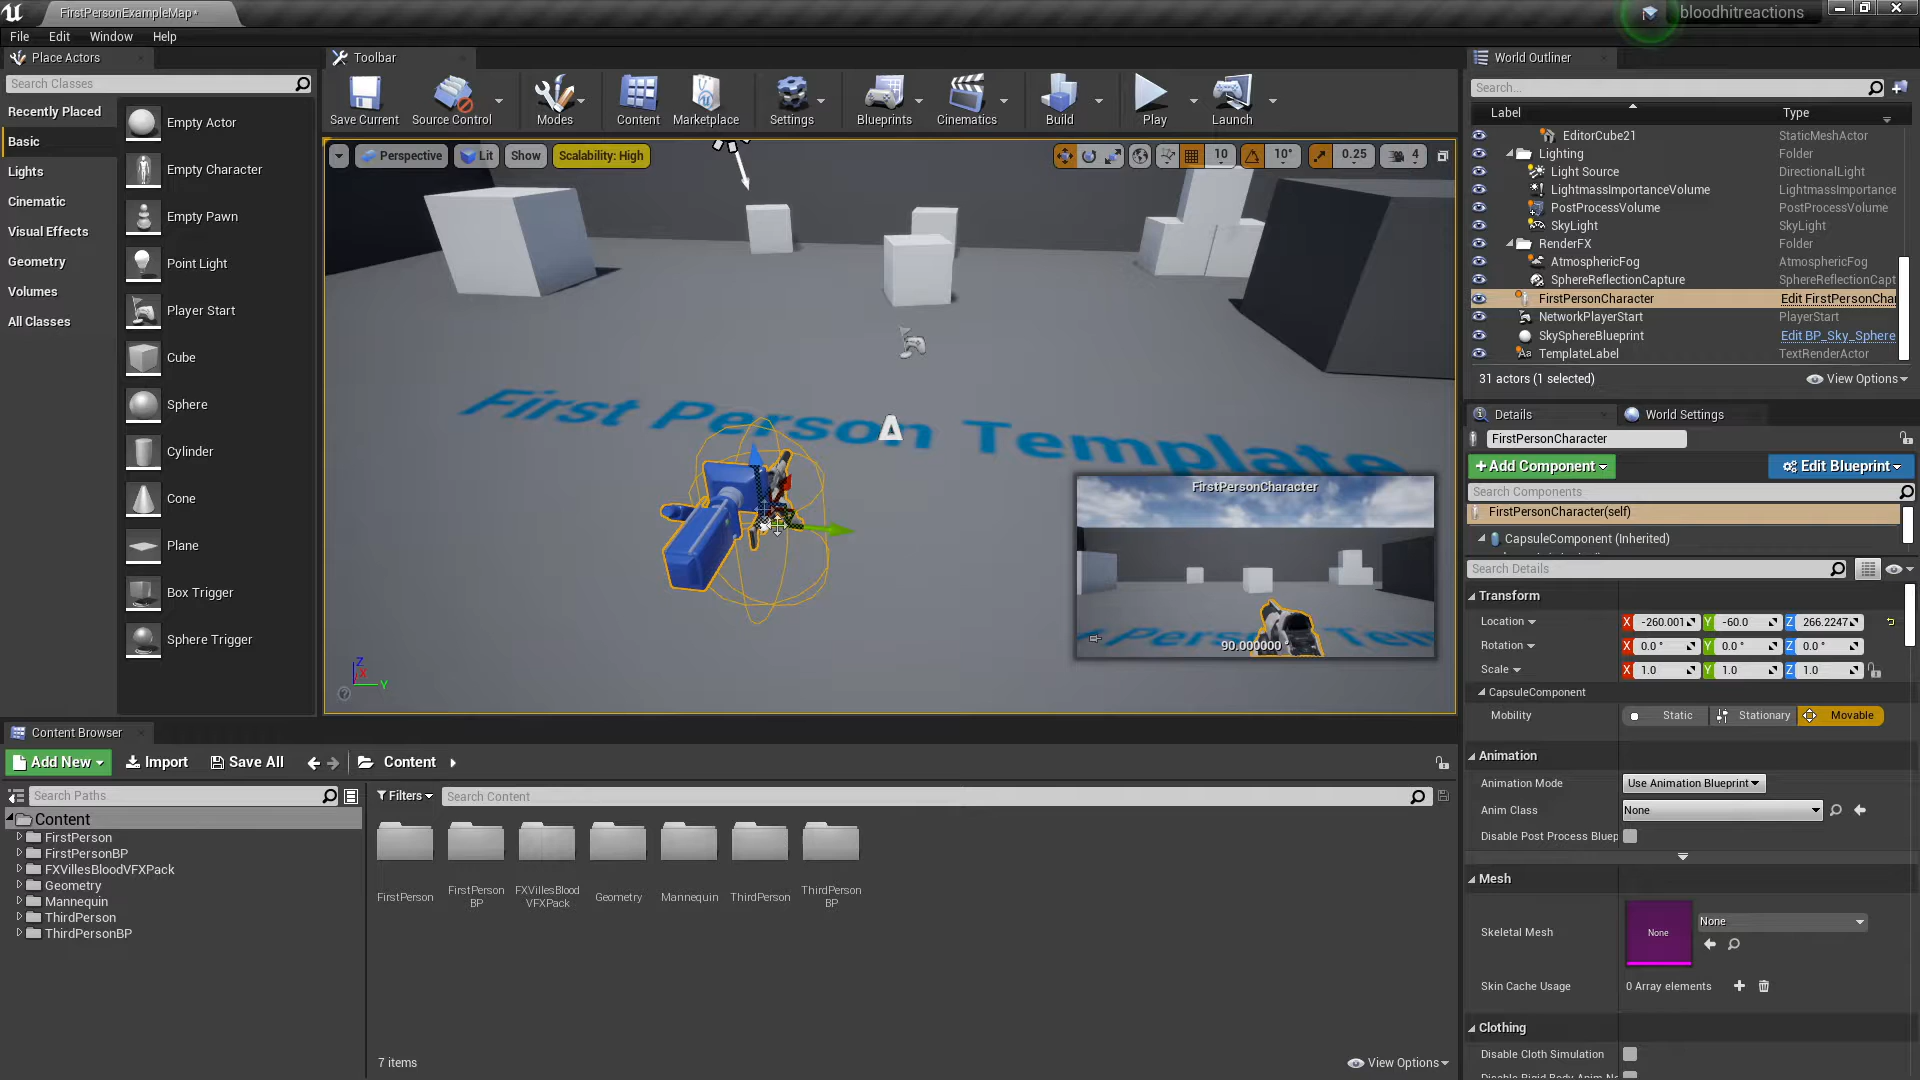 FirstPersonExampleMap*
bloodhitreactions
File Edit Window Help
Place Actors
Search Classes
Recently Placed
Basic
Lights
Cinematic
Visual Effects
Geometry
Volumes
All Classes
Empty Actor
Empty Character
Empty Pawn
Point Light
Player Start
Cube
Sphere
Cylinder
Cone
Plane
Box Trigger
Sphere Trigger
Toolbar
Save Current
Source Control
Modes
Content
Marketplace
Settings
Blueprints
Cinematics
Build
Play
Launch
Perspective Lit Show Scalability: High 10 10° 0.25 4
First Person Template
FirstPersonCharacter
90.000000 °
Z
X
Y
World Outliner
Search...
Label Type
EditorCube21 StaticMeshActor
Lighting Folder
Light Source DirectionalLight
LightmassImportanceVolume LightmassImportance
PostProcessVolume PostProcessVolume
SkyLight SkyLight
RenderFX Folder
AtmosphericFog AtmosphericFog
SphereReflectionCapture SphereReflectionCapt
FirstPersonCharacter Edit FirstPersonChar
NetworkPlayerStart PlayerStart
SkySphereBlueprint Edit BP_Sky_Sphere
TemplateLabel TextRenderActor
31 actors (1 selected) View Options
Details World Settings
FirstPersonCharacter
+Add Component Edit Blueprint
Search Components
FirstPersonCharacter(self)
CapsuleComponent (Inherited)
Search Details
Transform
Location X -260.001 Y -60.0 Z 266.2247
Rotation X 0.0 ° Y 0.0 ° Z 0.0 °
Scale X 1.0 Y 1.0 Z 1.0
CapsuleComponent
Mobility Static Stationary Movable
Animation
Animation Mode Use Animation Blueprint
Anim Class None
Disable Post Process Bluep
Mesh
Skeletal Mesh None None
Skin Cache Usage 0 Array elements
Clothing
Disable Cloth Simulation
Content Browser
Add New Import Save All Content
Search Paths
Content
FirstPerson
FirstPersonBP
FXVillesBloodVFXPack
Geometry
Mannequin
ThirdPerson
ThirdPersonBP
Filters Search Content
FirstPerson
FirstPerson
BP
FXVillesBlood
VFXPack
Geometry
Mannequin
ThirdPerson
ThirdPerson
BP
7 items View Options